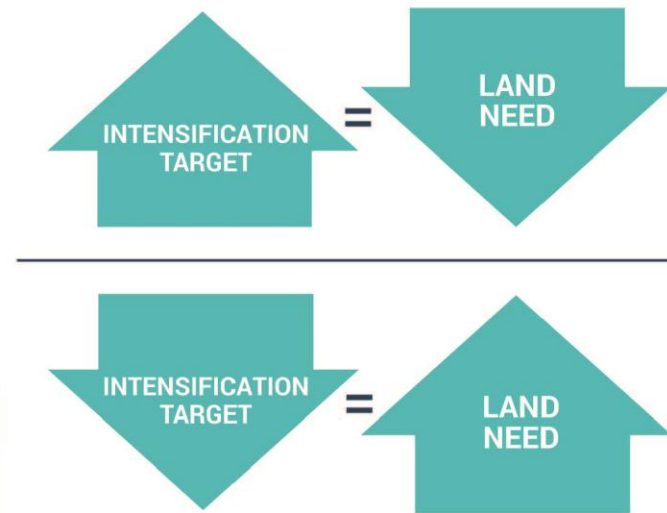 INTENSIFICATION
TARGET
=
LAND
NEED
INTENSIFICATION
TARGET
=
LAND
NEED